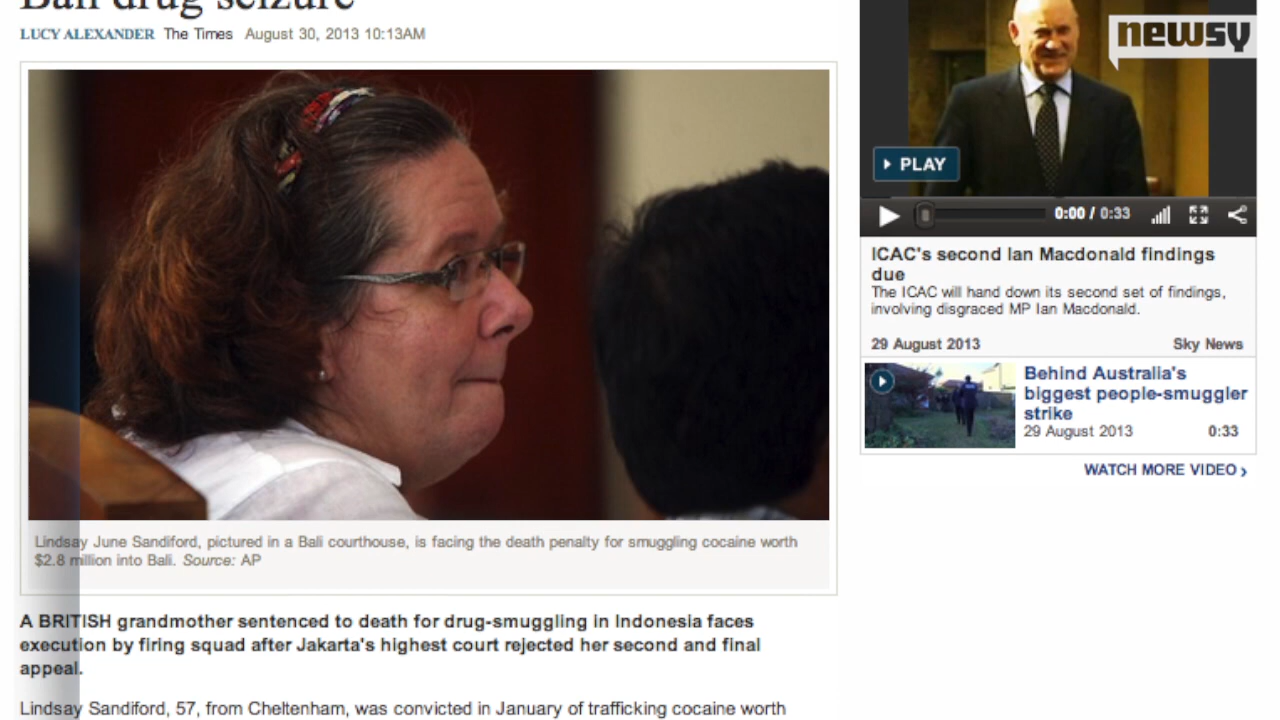 Bali drug seizure
LUCY ALEXANDER The Times August 30, 2013 10:13AM
Lindsay June Sandiford, pictured in a Bali courthouse, is facing the death penalty for smuggling cocaine worth
$2.8 million into Bali. Source: AP
A BRITISH grandmother sentenced to death for drug-smuggling in Indonesia faces
execution by firing squad after Jakarta's highest court rejected her second and final
appeal.
Lindsay Sandiford, 57, from Cheltenham, was convicted in January of trafficking cocaine worth
newsy
PLAY
0:00 / 0:33
ICAC's second Ian Macdonald findings
due
The ICAC will hand down its second set of findings,
involving disgraced MP Ian Macdonald.
29 August 2013 Sky News
Behind Australia's
biggest people-smuggler
strike
29 August 2013 0:33
WATCH MORE VIDEO ›